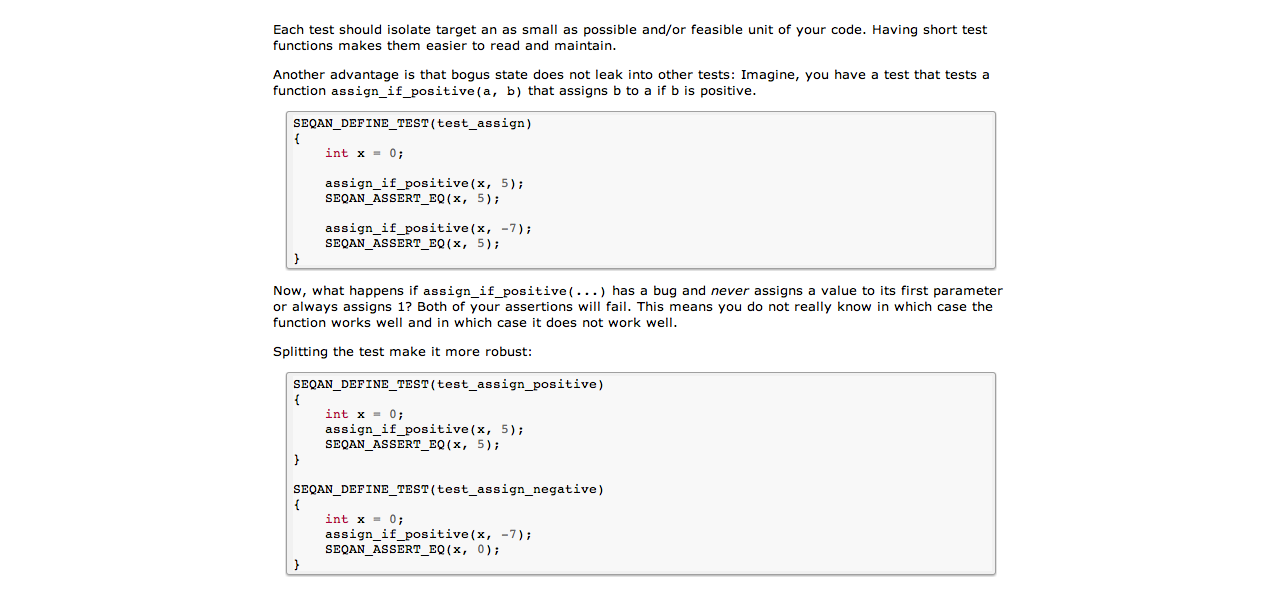 Each test should isolate target an as small as possible and/or feasible unit of your code. Having short test
functions makes them easier to read and maintain.
Another advantage is that bogus state does not leak into other tests: Imagine, you have a test that tests a
function assign_if_positive(a, b) that assigns b to a if b is positive.
SEQAN_DEFINE_TEST(test_assign)
{
    int x = 0;
    assign_if_positive(x, 5);
    SEQAN_ASSERT_EQ(x, 5);
    assign_if_positive(x, -7);
    SEQAN_ASSERT_EQ(x, 5);
}
Now, what happens if assign_if_positive(...) has a bug and never assigns a value to its first parameter
or always assigns 1? Both of your assertions will fail. This means you do not really know in which case the
function works well and in which case it does not work well.
Splitting the test make it more robust:
SEQAN_DEFINE_TEST(test_assign_positive)
{
    int x = 0;
    assign_if_positive(x, 5);
    SEQAN_ASSERT_EQ(x, 5);
}
SEQAN_DEFINE_TEST(test_assign_negative)
{
    int x = 0;
    assign_if_positive(x, -7);
    SEQAN_ASSERT_EQ(x, 0);
}